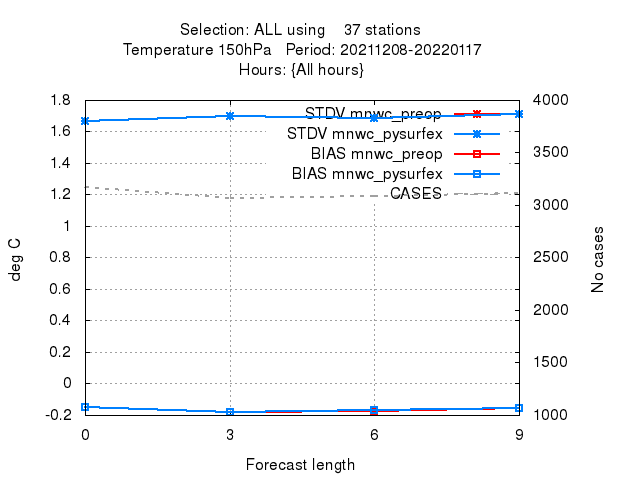 Selection: ALL using    37 stations
Temperature 150hPa   Period: 20211208-20220117
Hours: {All hours}
1.8
1.6
1.4
1.2
1
0.8
0.6
0.4
0.2
0
-0.2
deg C
STDV mnwc_preop
STDV mnwc_pysurfex
BIAS mnwc_preop
BIAS mnwc_pysurfex
CASES
4000
3500
3000
2500
2000
1500
1000
No cases
0 3 6 9
Forecast length